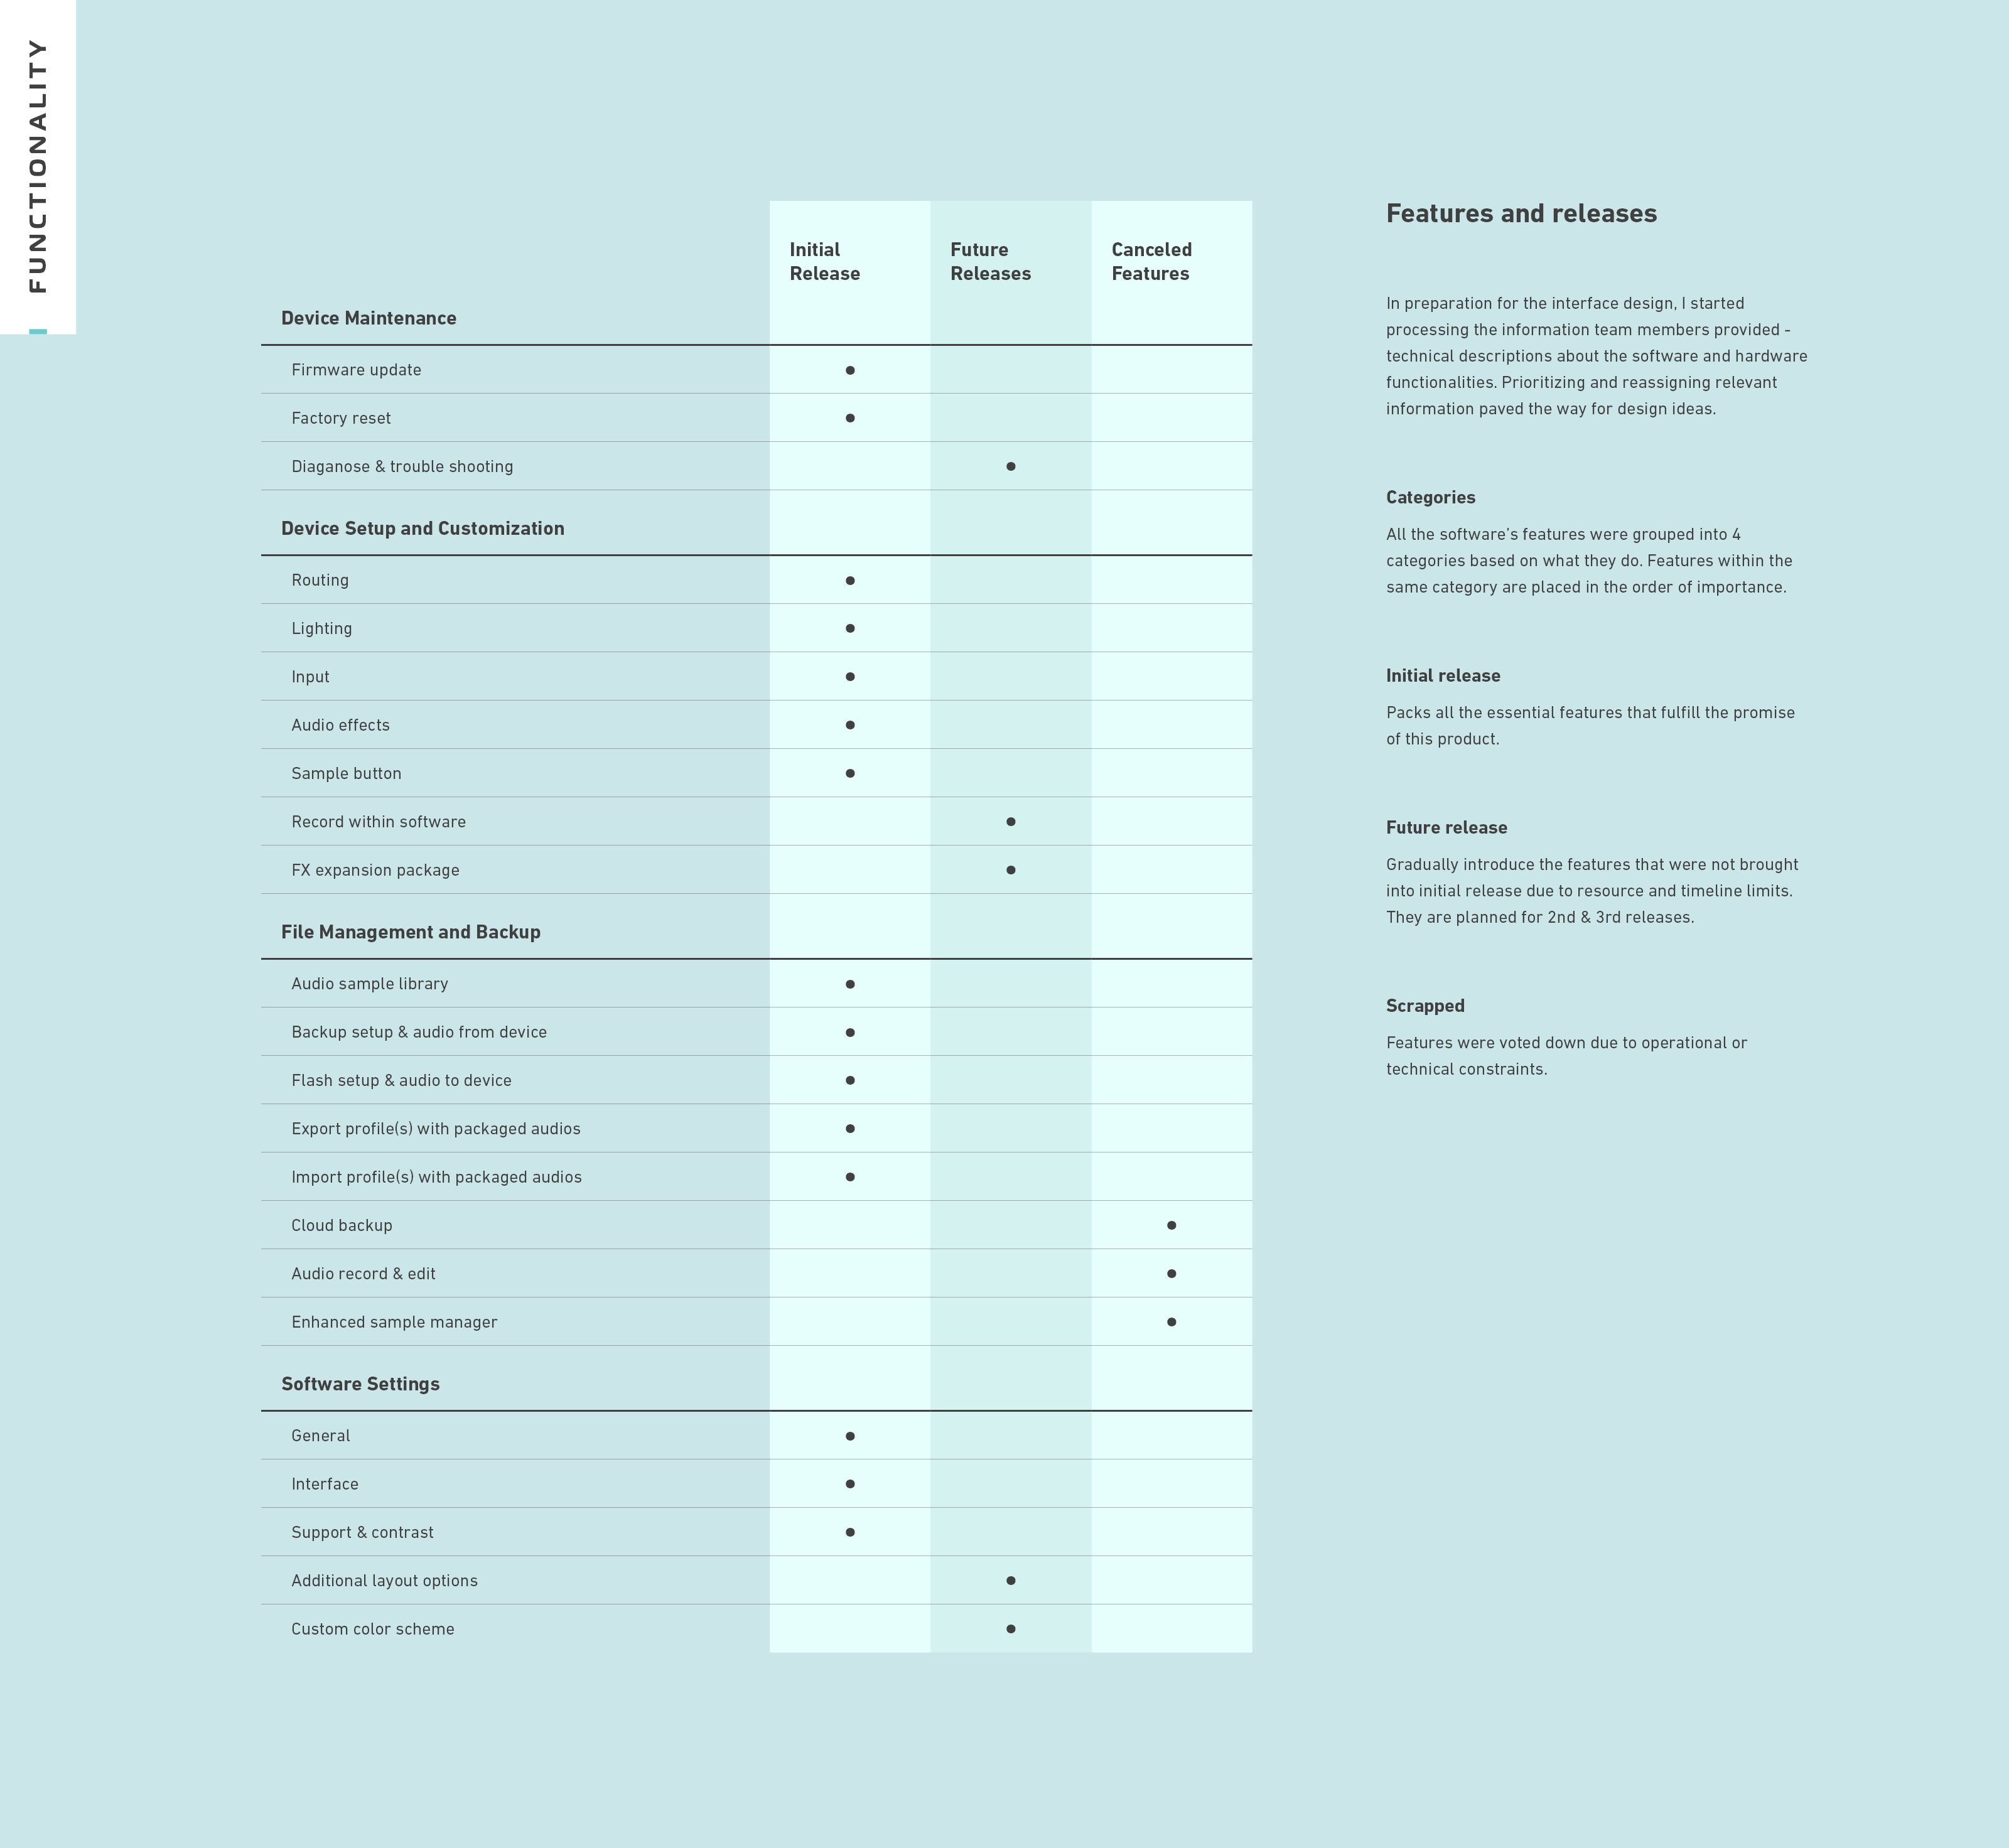 FUNCTIONALITY
Initial
Release
Future
Releases
Canceled
Features
Device Maintenance
Firmware update
Factory reset
Diaganose & trouble shooting
Device Setup and Customization
Routing
Lighting
Input
Audio effects
Sample button
Record within software
FX expansion package
File Management and Backup
Audio sample library
Backup setup & audio from device
Flash setup & audio to device
Export profile(s) with packaged audios
Import profile(s) with packaged audios
Cloud backup
Audio record & edit
Enhanced sample manager
Software Settings
General
Interface
Support & contrast
Additional layout options
Custom color scheme
Features and releases
In preparation for the interface design, I started
processing the information team members provided -
technical descriptions about the software and hardware
functionalities. Prioritizing and reassigning relevant
information paved the way for design ideas.
Categories
All the software’s features were grouped into 4
categories based on what they do. Features within the
same category are placed in the order of importance.
Initial release
Packs all the essential features that fulfill the promise
of this product.
Future release
Gradually introduce the features that were not brought
into initial release due to resource and timeline limits.
They are planned for 2nd & 3rd releases.
Scrapped
Features were voted down due to operational or
technical constraints.